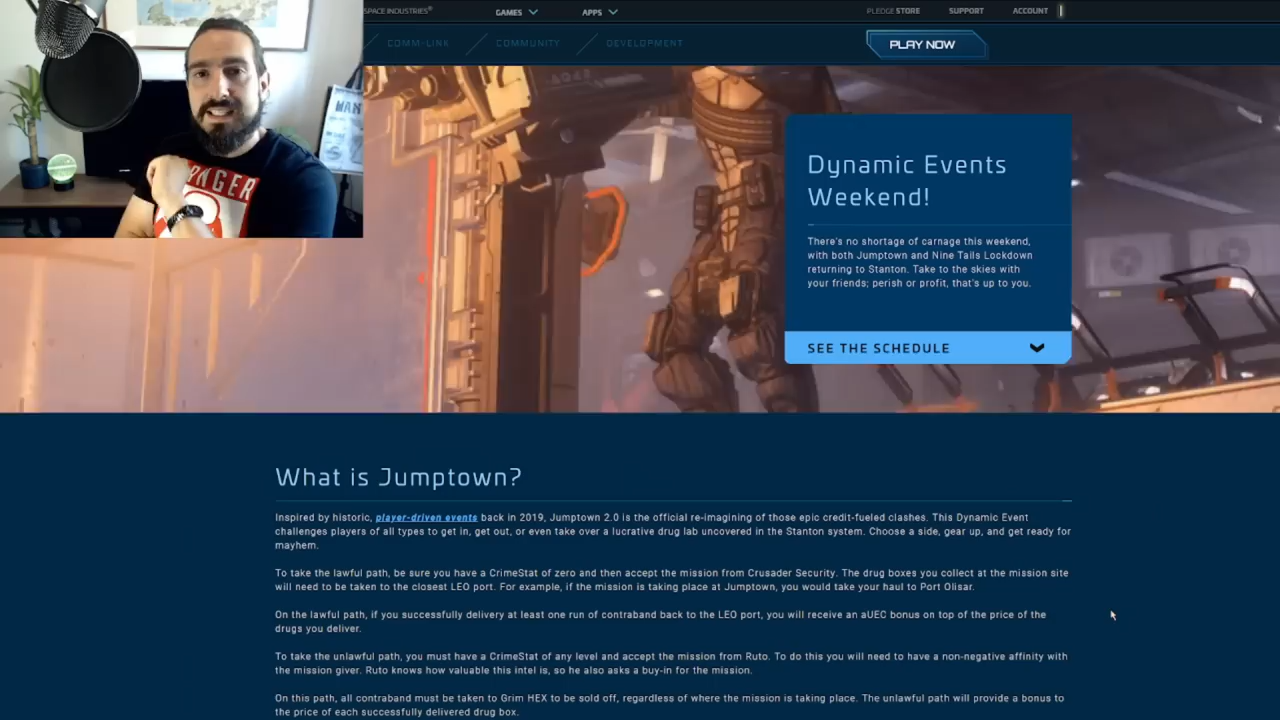 SPACE INDUSTRIES®
GAMES
APPS
PLEDGE STORE
SUPPORT
ACCOUNT
COMM-LINK
COMMUNITY
DEVELOPMENT
PLAY NOW
WAN
NGER
Dynamic Events
Weekend!
There's no shortage of carnage this weekend,
with both Jumptown and Nine Tails Lockdown
returning to Stanton. Take to the skies with
your friends; perish or profit, that's up to you.
SEE THE SCHEDULE
What is Jumptown?
Inspired by historic, player-driven events back in 2019, Jumptown 2.0 is the official re-imagining of those epic credit-fueled clashes. This Dynamic Event
challenges players of all types to get in, get out, or even take over a lucrative drug lab uncovered in the Stanton system. Choose a side, gear up, and get ready for
mayhem.
To take the lawful path, be sure you have a CrimeStat of zero and then accept the mission from Crusader Security. The drug boxes you collect at the mission site
will need to be taken to the closest LEO port. For example, if the mission is taking place at Jumptown, you would take your haul to Port Olisar.
On the lawful path, if you successfully delivery at least one run of contraband back to the LEO port, you will receive an aUEC bonus on top of the price of the
drugs you deliver.
To take the unlawful path, you must have a CrimeStat of any level and accept the mission from Ruto. To do this you will need to have a non-negative affinity with
the mission giver. Ruto knows how valuable this intel is, so he also asks a buy-in for the mission.
On this path, all contraband must be taken to Grim HEX to be sold off, regardless of where the mission is taking place. The unlawful path will provide a bonus to
the price of each successfully delivered drug box.